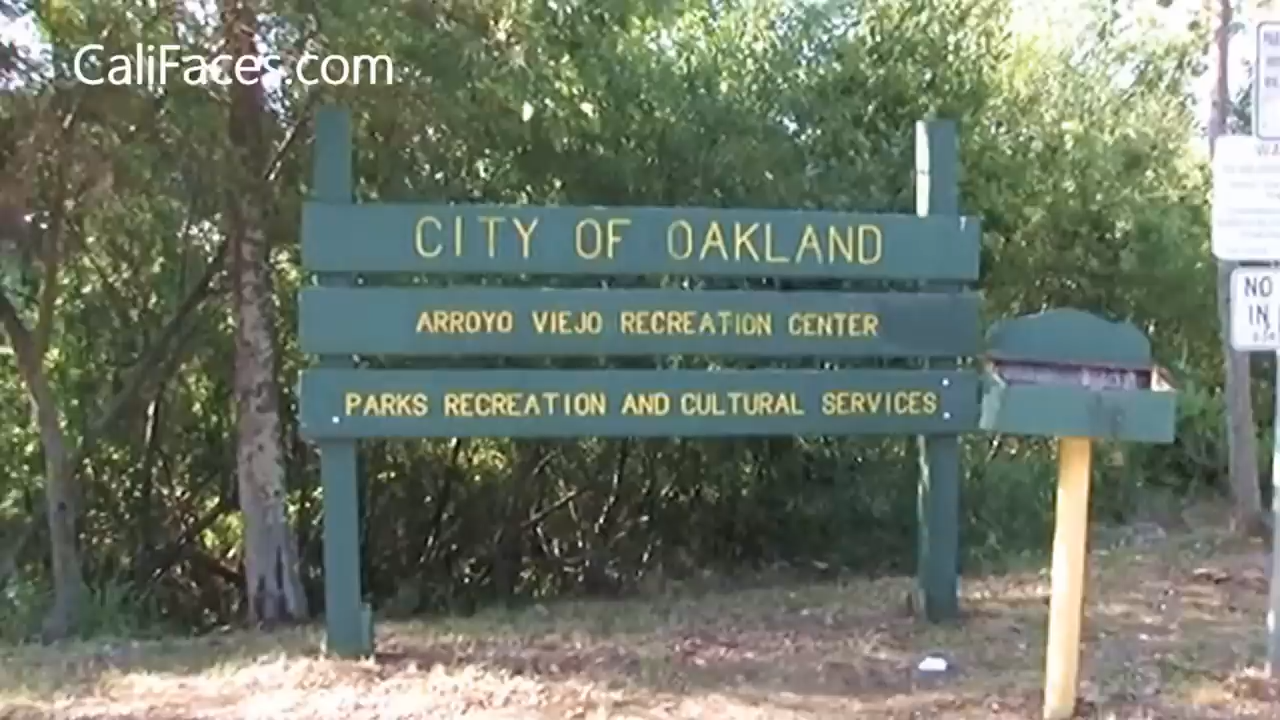 CaliFaces.com
CITY OF OAKLAND
ARROYO VIEJO RECREATION CENTER
PARKS RECREATION AND CULTURAL SERVICES
NO
IN